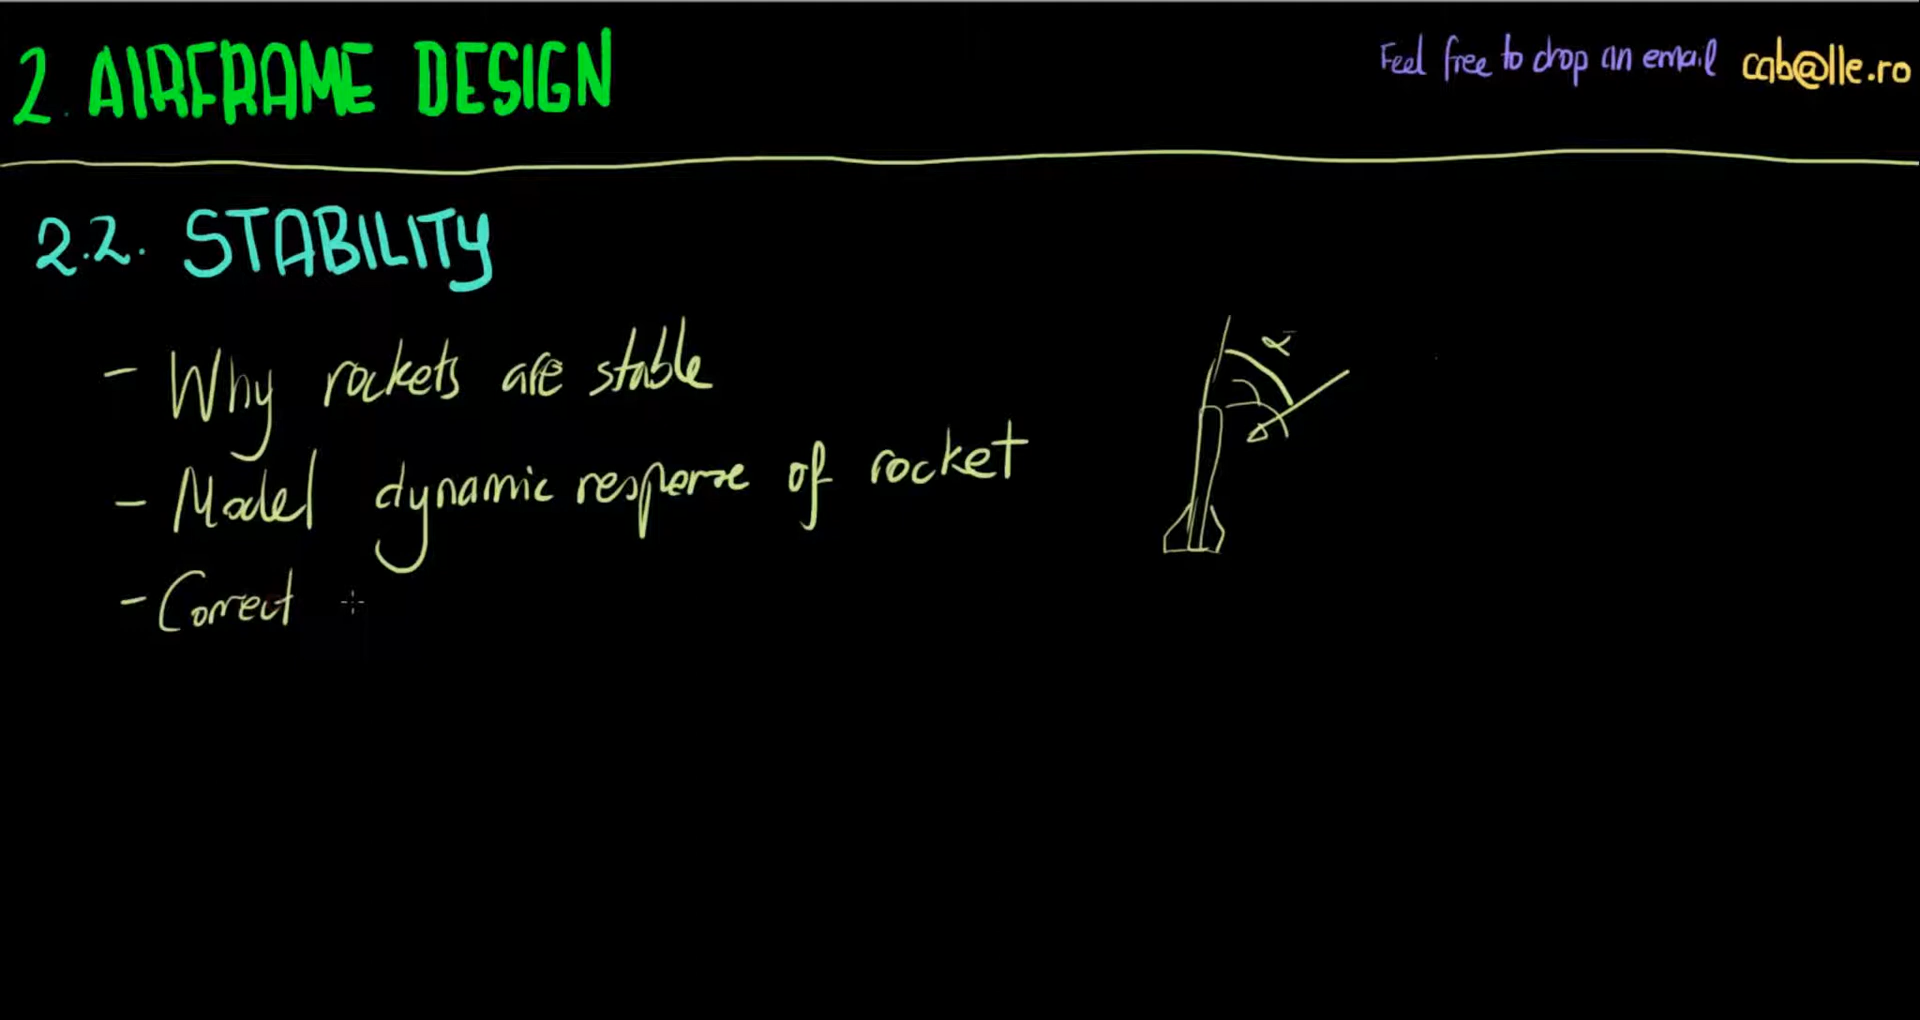 2. AIRFRAME DESIGN
Feel free to drop an email cab@lle.ro
2.2. STABILITY
- Why rockets are stable
- Model dynamic response of rocket
- Correct
α